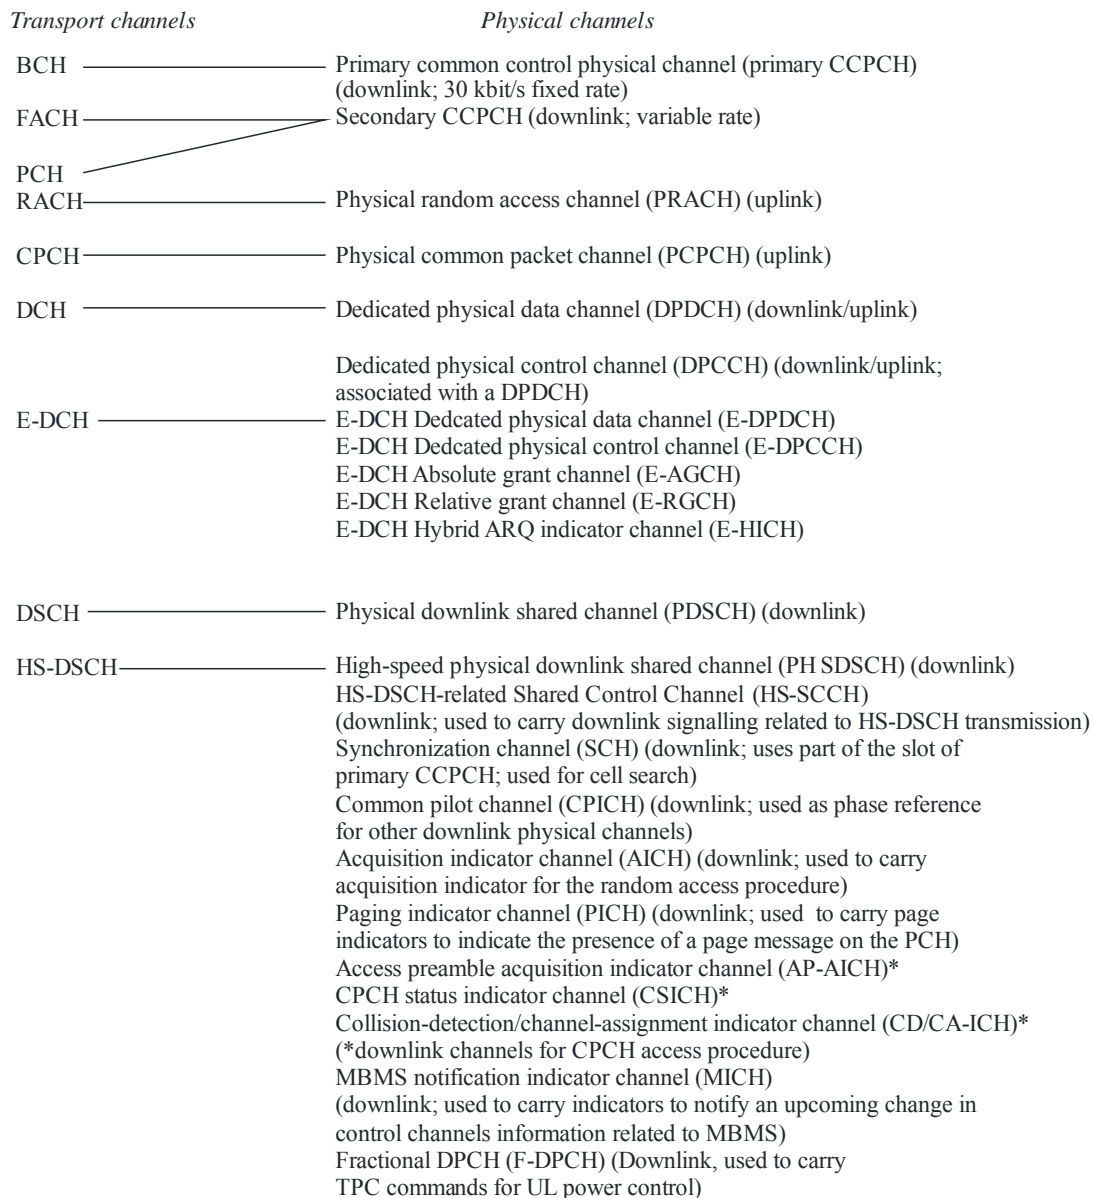 Transport channels Physical channels
BCH Primary common control physical channel (primary CCPCH)
(downlink; 30 kbit/s fixed rate)
FACH Secondary CCPCH (downlink; variable rate)
PCH
RACH Physical random access channel (PRACH) (uplink)
CPCH Physical common packet channel (PCPCH) (uplink)
DCH Dedicated physical data channel (DPDCH) (downlink/uplink)
Dedicated physical control channel (DPCCH) (downlink/uplink;
associated with a DPDCH)
E-DCH E-DCH Dedcated physical data channel (E-DPDCH)
E-DCH Dedcated physical control channel (E-DPCCH)
E-DCH Absolute grant channel (E-AGCH)
E-DCH Relative grant channel (E-RGCH)
E-DCH Hybrid ARQ indicator channel (E-HICH)
DSCH Physical downlink shared channel (PDSCH) (downlink)
HS-DSCH High-speed physical downlink shared channel (PH SDSCH) (downlink)
HS-DSCH-related Shared Control Channel (HS-SCCH)
(downlink; used to carry downlink signalling related to HS-DSCH transmission)
Synchronization channel (SCH) (downlink; uses part of the slot of
primary CCPCH; used for cell search)
Common pilot channel (CPICH) (downlink; used as phase reference
for other downlink physical channels)
Acquisition indicator channel (AICH) (downlink; used to carry
acquisition indicator for the random access procedure)
Paging indicator channel (PICH) (downlink; used to carry page
indicators to indicate the presence of a page message on the PCH)
Access preamble acquisition indicator channel (AP-AICH)*
CPCH status indicator channel (CSICH)*
Collision-detection/channel-assignment indicator channel (CD/CA-ICH)*
(*downlink channels for CPCH access procedure)
MBMS notification indicator channel (MICH)
(downlink; used to carry indicators to notify an upcoming change in
control channels information related to MBMS)
Fractional DPCH (F-DPCH) (Downlink, used to carry
TPC commands for UL power control)